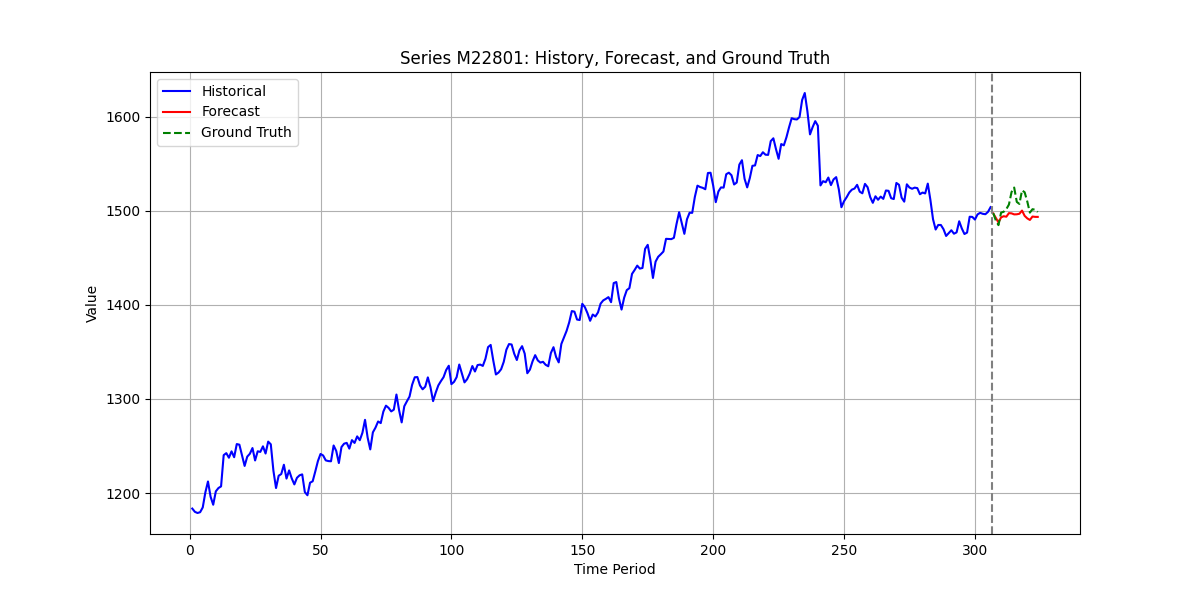 Series M22801: History, Forecast, and Ground Truth
Historical
Forecast
Ground Truth
1600
1500
1400
1300
1200
Value
0 50 100 150 200 250 300
Time Period